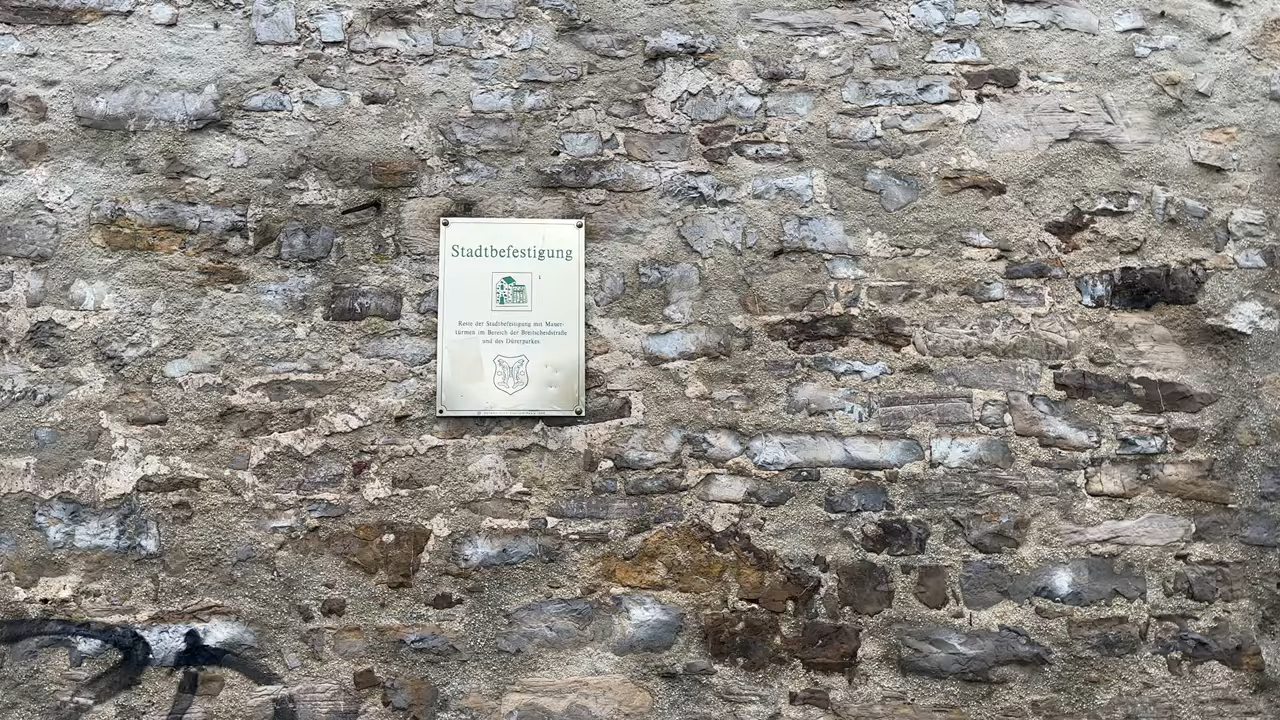 Stadtbefestigung
Reste der Stadtbefestigung mit Mauer-
türmen im Bereich der Breitscheidstraße
und des Dürerparkes